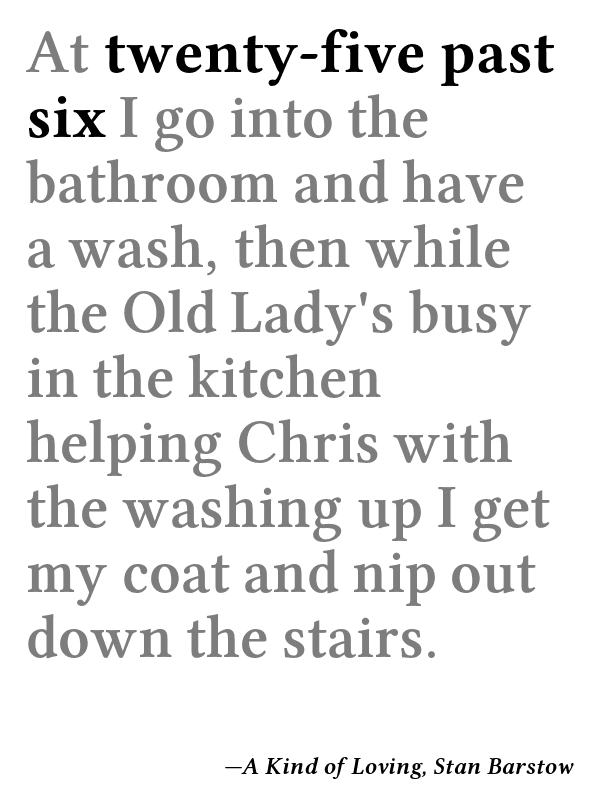 At twenty-five past
six I go into the
bathroom and have
a wash, then while
the Old Lady's busy
in the kitchen
helping Chris with
the washing up I get
my coat and nip out
down the stairs.
—A Kind of Loving, Stan Barstow